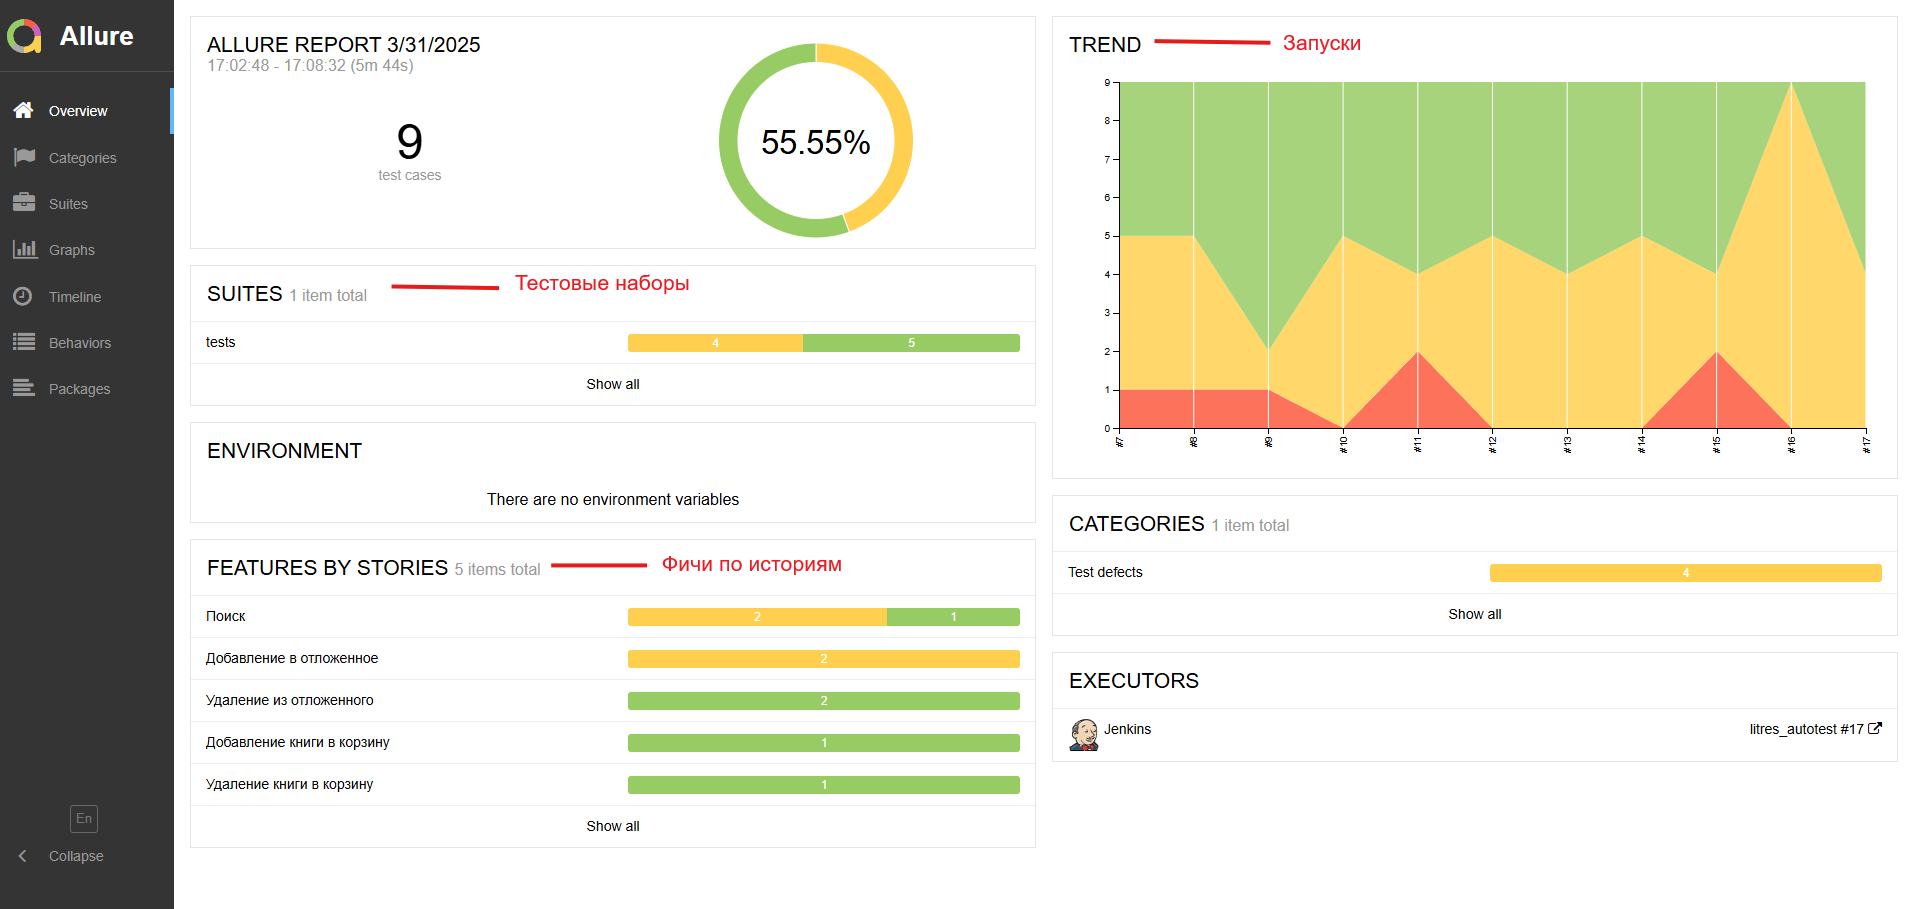 Allure
Overview
Categories
Suites
Graphs
Timeline
Behaviors
Packages
En
Collapse
ALLURE REPORT 3/31/2025
17:02:48 - 17:08:32 (5m 44s)
9
test cases
55.55%
SUITES 1 item total
Тестовые наборы
tests 4 5
Show all
ENVIRONMENT
There are no environment variables
FEATURES BY STORIES 5 items total
Фичи по историям
Поиск 2 1
Добавление в отложенное 2
Удаление из отложенного 2
Добавление книги в корзину 1
Удаление книги в корзину 1
Show all
TREND
Запуски
9
8
7
6
5
4
3
2
1
0
#7 #8 #9 #10 #11 #12 #13 #14 #15 #16 #17
CATEGORIES 1 item total
Test defects 4
Show all
EXECUTORS
Jenkins litres_autotest #17